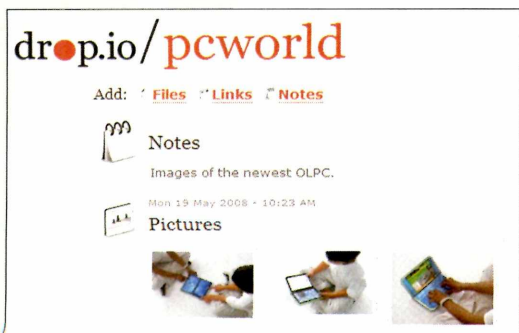 drop.io/pcworld
Add: Files Links Notes
Notes
Images of the newest OLPC.
Mon 19 May 2008 • 10:23 AM
Pictures